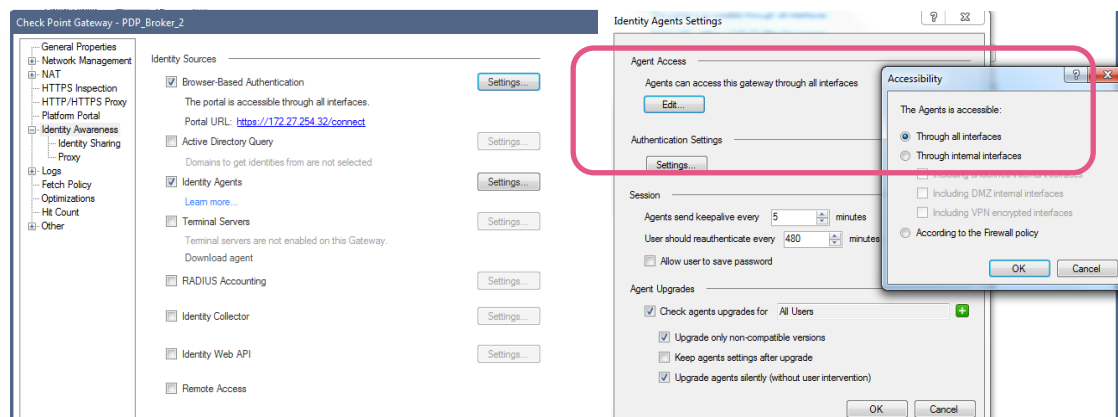 Check Point Gateway - PDP_Broker_2
General Properties
Network Management
NAT
HTTPS Inspection
HTTP/HTTPS Proxy
Platform Portal
Identity Awareness
Identity Sharing
Proxy
Logs
Fetch Policy
Optimizations
Hit Count
Other
Identity Sources
Browser-Based Authentication
Settings...
The portal is accessible through all interfaces.
Portal URL: https://172.27.254.32/connect
Active Directory Query
Settings...
Domains to get identities from are not selected
Identity Agents
Settings...
Learn more...
Terminal Servers
Settings...
Terminal servers are not enabled on this Gateway.
Download agent
RADIUS Accounting
Settings...
Identity Collector
Settings...
Identity Web API
Settings...
Remote Access
Identity Agents Settings
Agent Access
Agents can access this gateway through all interfaces
Edit...
Authentication Settings
Settings...
Session
Agents send keepalive every 5 minutes
User should reauthenticate every 480 minutes
Allow user to save password
Agent Upgrades
Check agents upgrades for All Users
Upgrade only non-compatible versions
Keep agents settings after upgrade
Upgrade agents silently (without user intervention)
OK Cancel
Accessibility
The Agents is accessible:
Through all interfaces
Through internal interfaces
Including undefined internal interfaces
Including DMZ internal interfaces
Including VPN encrypted interfaces
According to the Firewall policy
OK Cancel